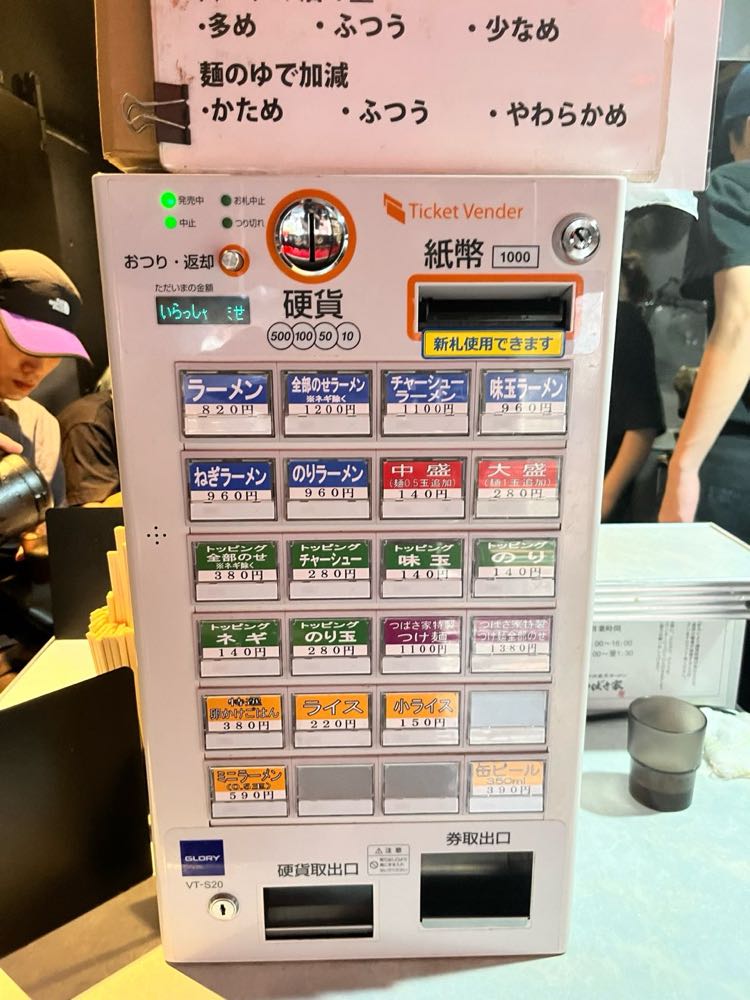 ・多め ・ふつう ・少なめ
麺のゆで加減
・かため ・ふつう ・やわらかめ
発売中 お札中止
中止 つり切れ
Ticket Vender
おつり・返却
紙幣 1000
ただいまの金額
いらっしゃ ませ
硬貨
500 100 50 10
新札使用できます
ラーメン
820円
全部のせラーメン
※ネギ除く
1200円
チャーシュー
ラーメン
1100円
味玉ラーメン
960円
ねぎラーメン
960円
のりラーメン
960円
中盛
(麺0.5玉追加)
140円
大盛
(麺1玉追加)
280円
トッピング
全部のせ
※ネギ除く
380円
トッピング
チャーシュー
280円
トッピング
味玉
140円
トッピング
のり
140円
トッピング
ネギ
140円
トッピング
のり玉
280円
つばさ家特製
つけ麺
1100円
つばさ家特製
つけ麺全部のせ
1380円
特選
卵かけごはん
380円
ライス
220円
小ライス
150円
ミニラーメン
(0.5玉)
590円
缶ビール
350ml
390円
GLORY
VT-S20
硬貨取出口
注意
券取出口
営業時間
つばさ家